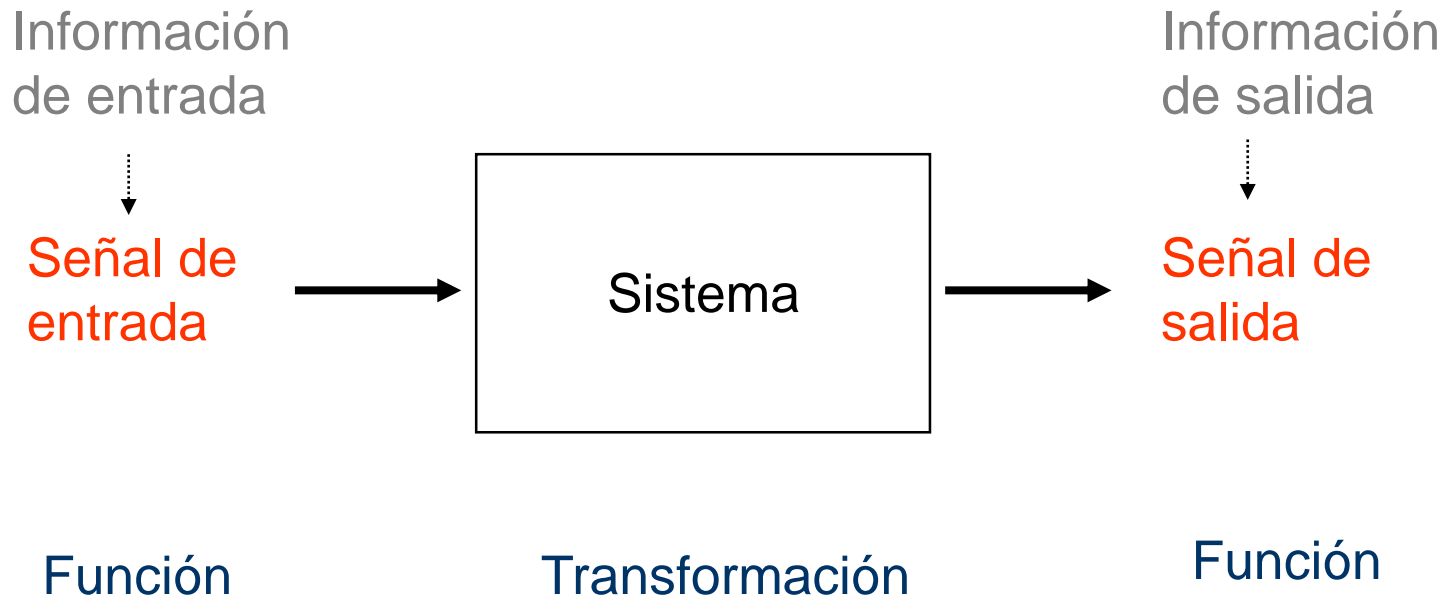 Información
de entrada
Información
de salida
Señal de
entrada
Sistema
Señal de
salida
Función
Transformación
Función